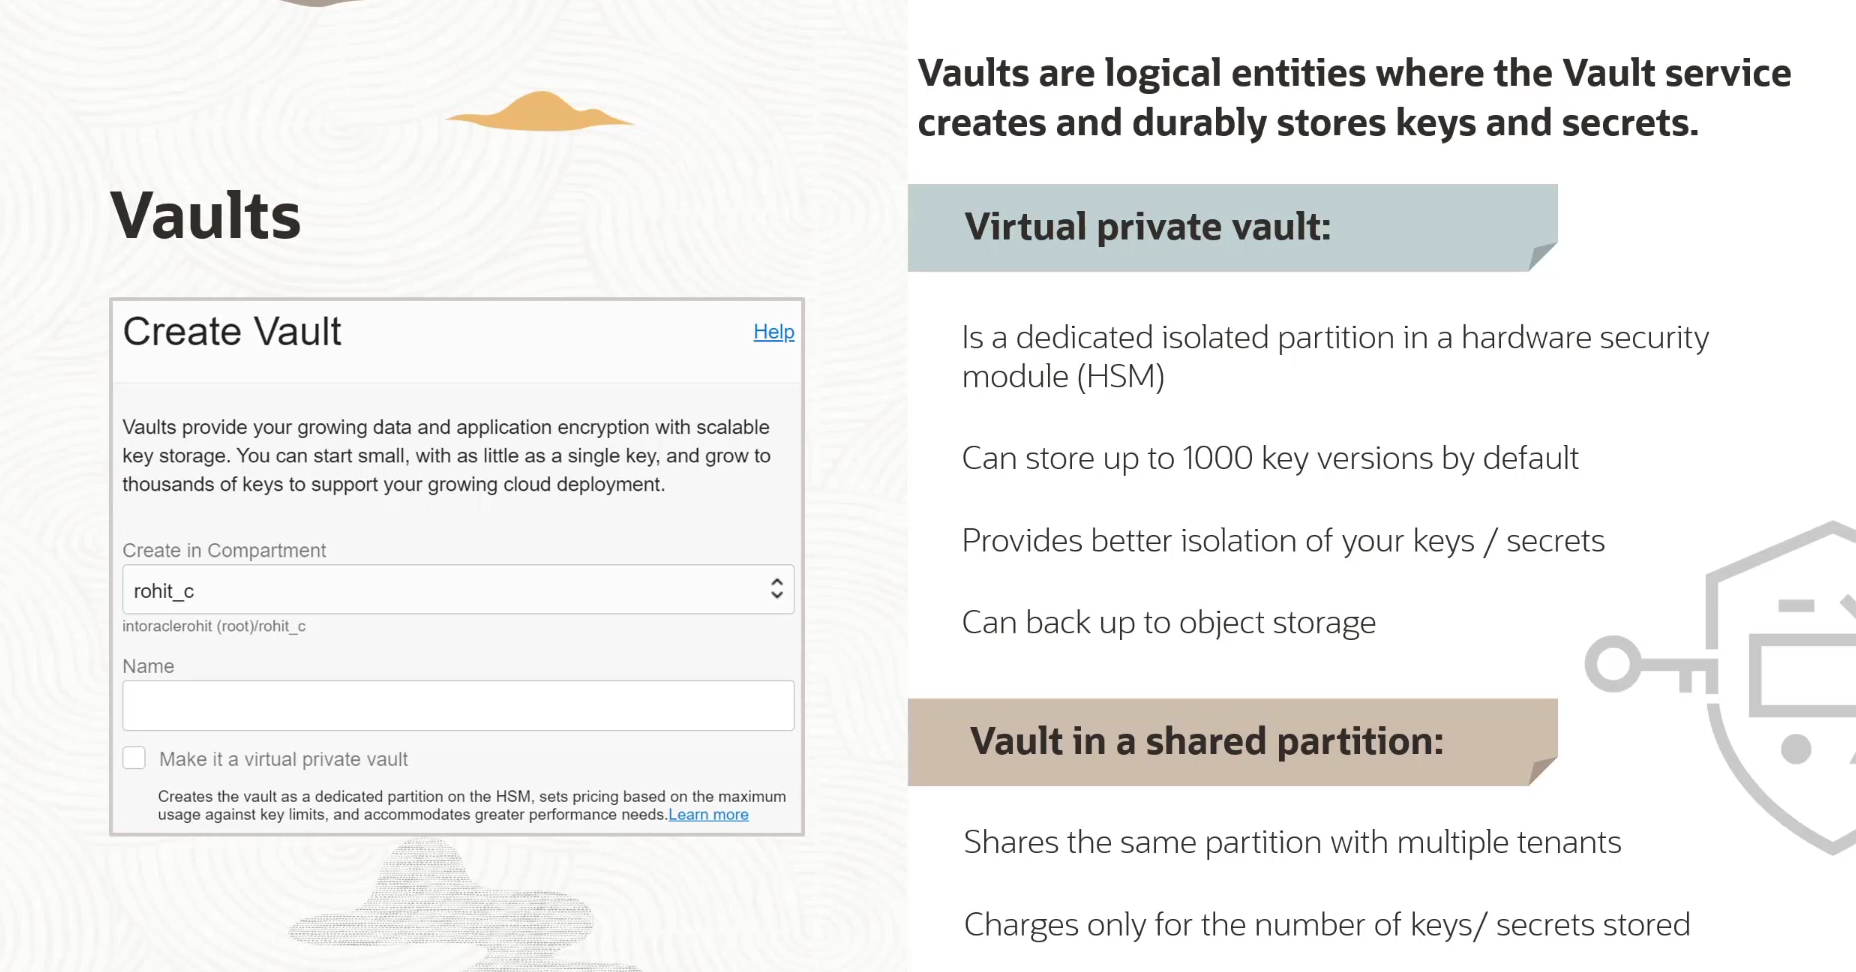 Vaults
Create Vault
Help
Vaults provide your growing data and application encryption with scalable
key storage. You can start small, with as little as a single key, and grow to
thousands of keys to support your growing cloud deployment.
Create in Compartment
rohit_c
intoraclerohit (root)/rohit_c
Name
Make it a virtual private vault
Creates the vault as a dedicated partition on the HSM, sets pricing based on the maximum
usage against key limits, and accommodates greater performance needs.Learn more
Vaults are logical entities where the Vault service
creates and durably stores keys and secrets.
Virtual private vault:
Is a dedicated isolated partition in a hardware security
module (HSM)
Can store up to 1000 key versions by default
Provides better isolation of your keys / secrets
Can back up to object storage
Vault in a shared partition:
Shares the same partition with multiple tenants
Charges only for the number of keys/ secrets stored